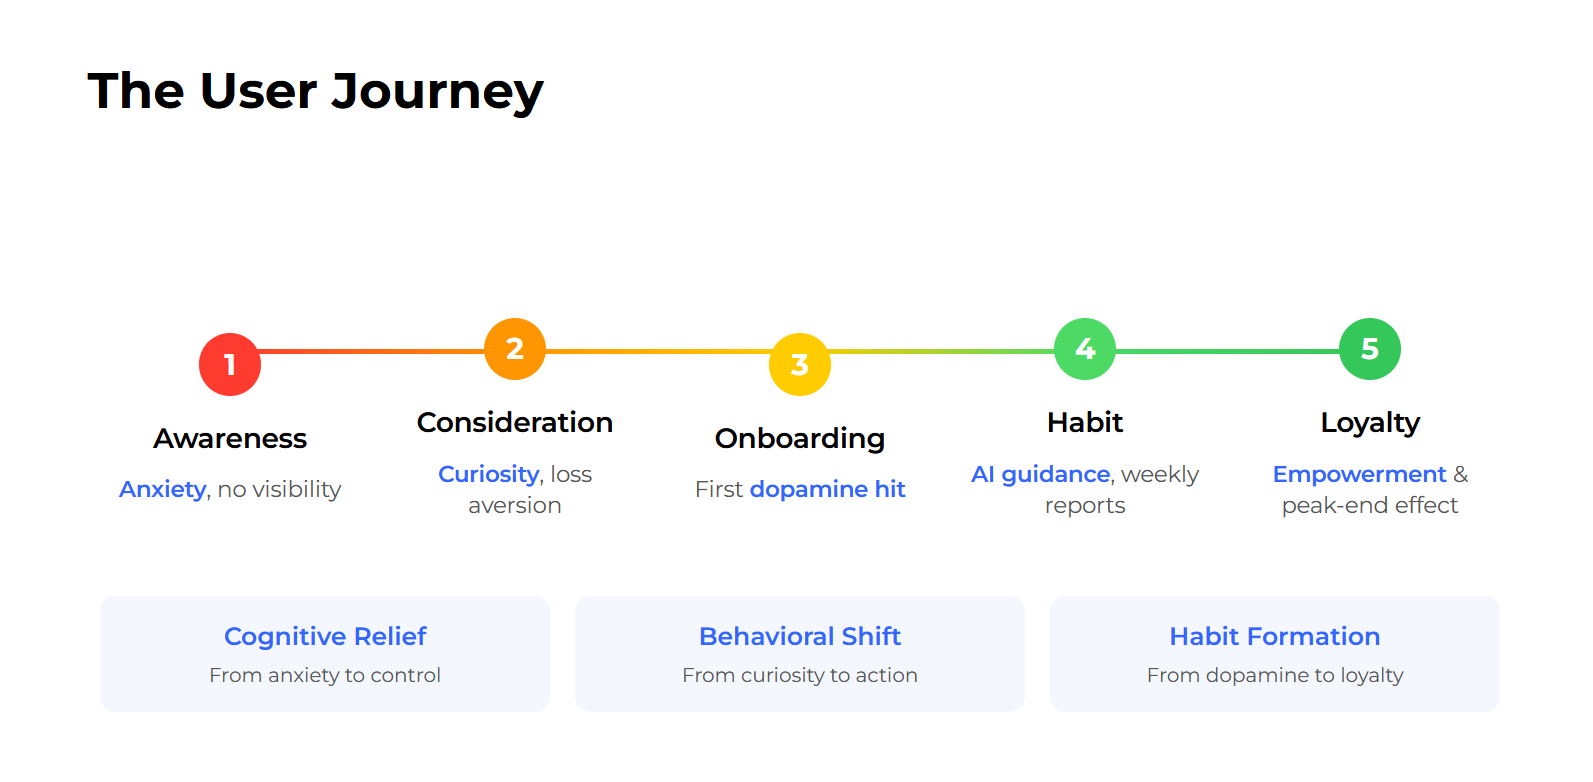 The User Journey
1
2
3
4
5
Awareness
Anxiety, no visibility
Consideration
Curiosity, loss
aversion
Onboarding
First dopamine hit
Habit
AI guidance, weekly
reports
Loyalty
Empowerment &
peak-end effect
Cognitive Relief
From anxiety to control
Behavioral Shift
From curiosity to action
Habit Formation
From dopamine to loyalty